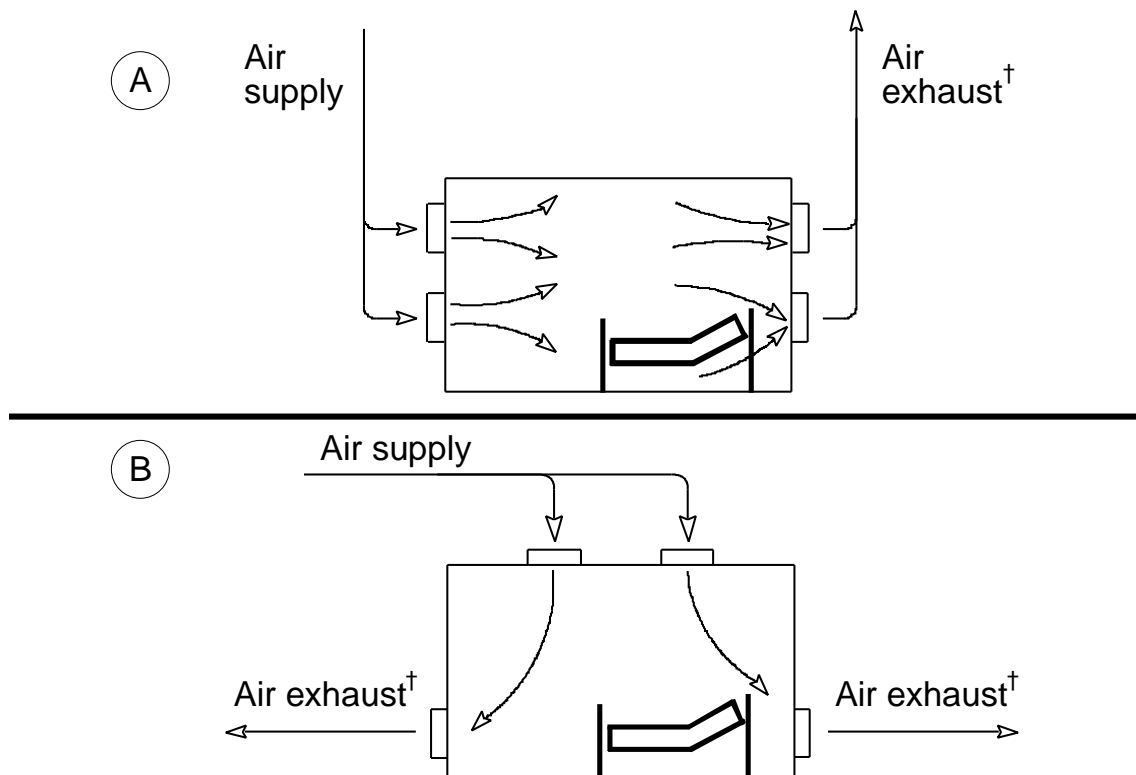 A
Air
supply
Air
exhaust†
B
Air supply
Air exhaust†
Air exhaust†